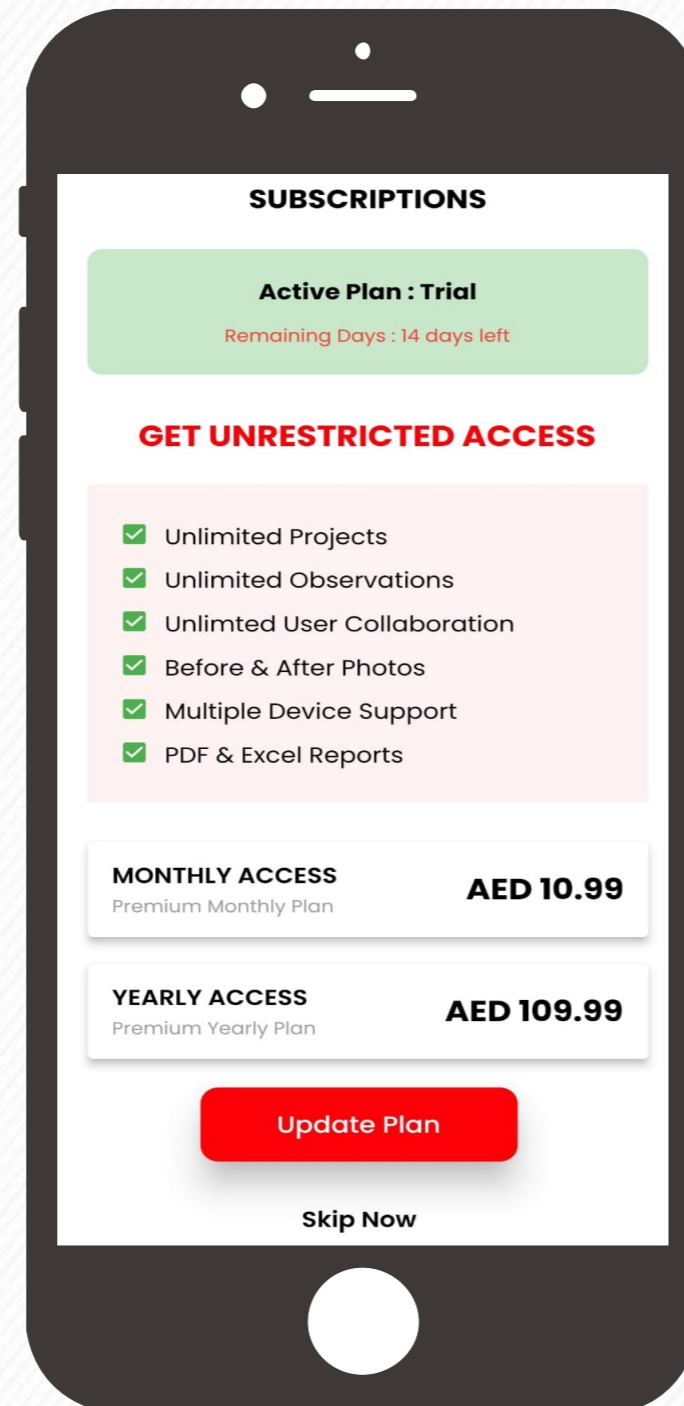 SUBSCRIPTIONS
Active Plan : Trial
Remaining Days : 14 days left
GET UNRESTRICTED ACCESS
Unlimited Projects
Unlimited Observations
Unlimted User Collaboration
Before & After Photos
Multiple Device Support
PDF & Excel Reports
MONTHLY ACCESS
Premium Monthly Plan
AED 10.99
YEARLY ACCESS
Premium Yearly Plan
AED 109.99
Update Plan
Skip Now